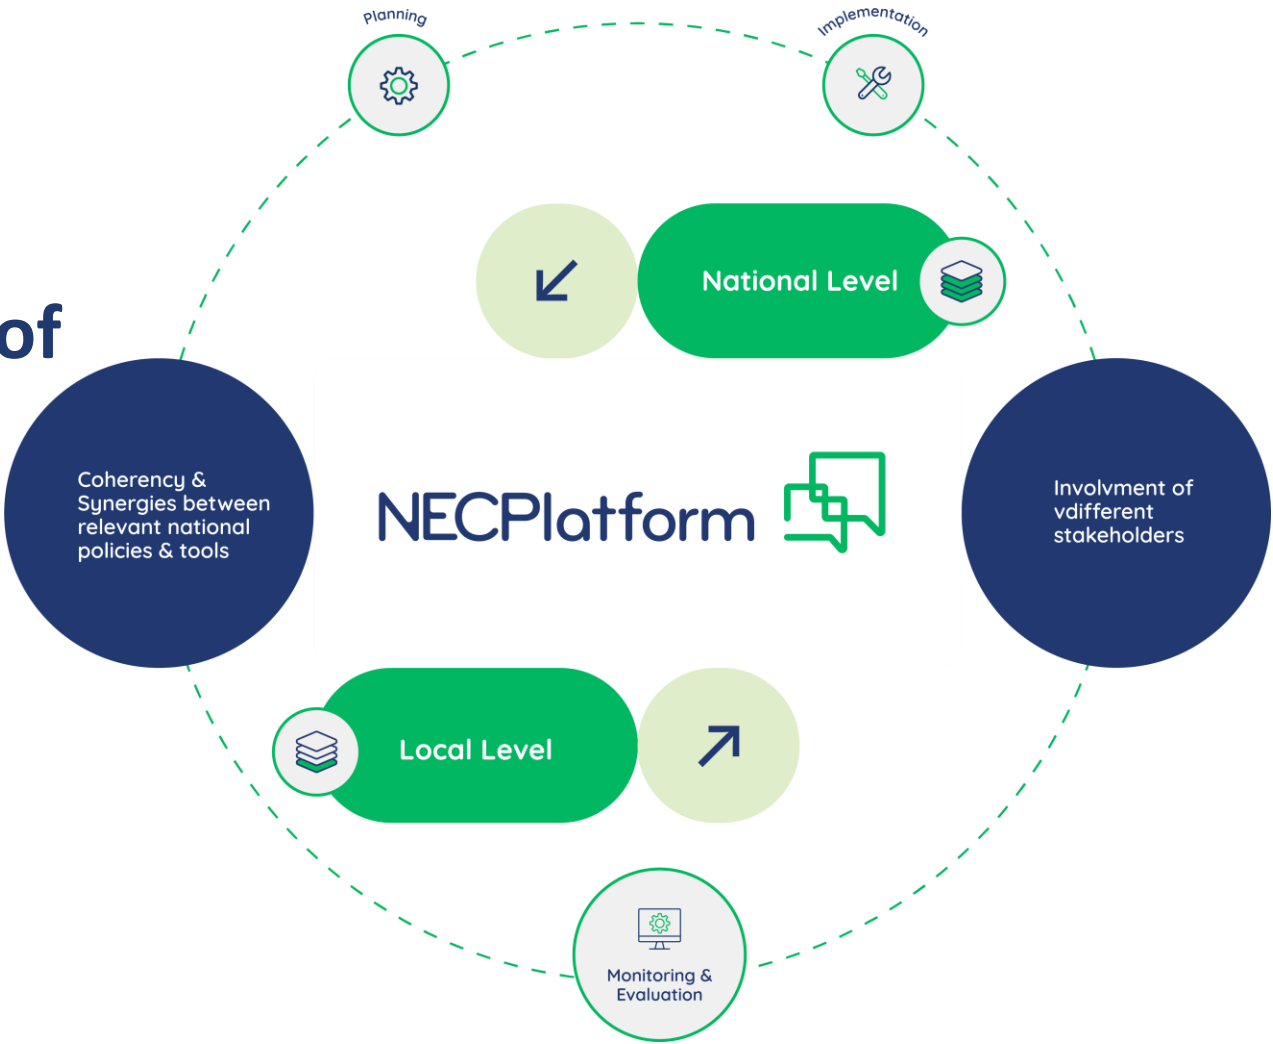 Planning
Implementation
National Level
of
Coherency &
Synergies between
relevant national
policies & tools
NECPlatform
Involvment of
vdifferent
stakeholders
Local Level
Monitoring &
Evaluation